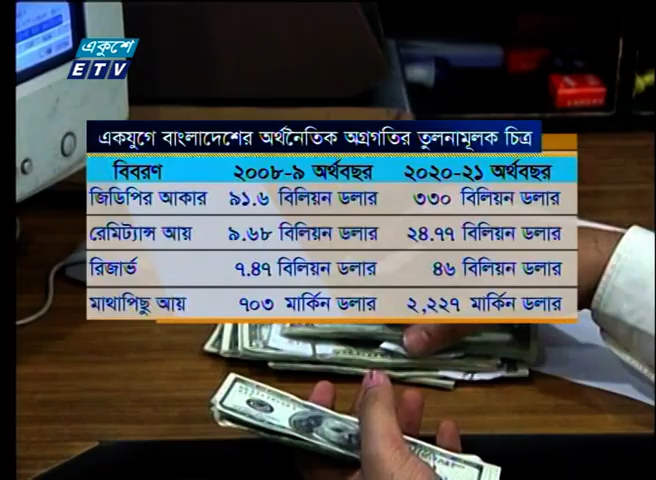 একুশে
ETV
একযুগে বাংলাদেশের অর্থনৈতিক অগ্রগতির তুলনামূলক চিত্র
বিবরণ ২০০৮-৯ অর্থবছর ২০২০-২১ অর্থবছর
জিডিপির আকার ৯১.৬ বিলিয়ন ডলার ৩৩০ বিলিয়ন ডলার
রেমিট্যান্স আয় ৯.৬৮ বিলিয়ন ডলার ২৪.৭৭ বিলিয়ন ডলার
রিজার্ভ ৭.৪৭ বিলিয়ন ডলার ৪৬ বিলিয়ন ডলার
মাথাপিছু আয় ৭০৩ মার্কিন ডলার ২,২২৭ মার্কিন ডলার